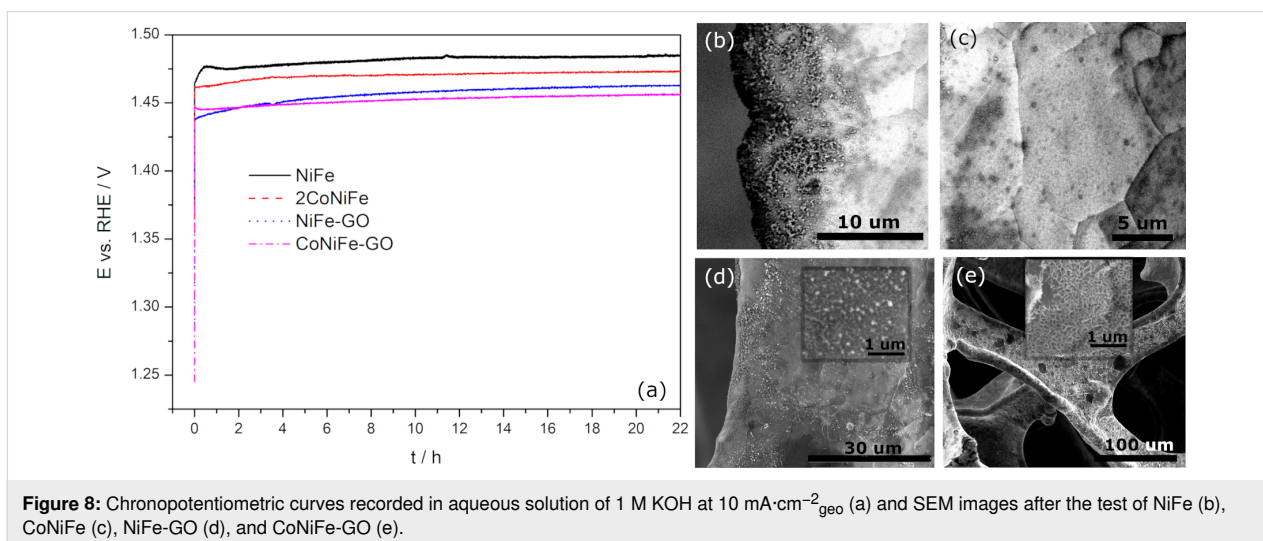 1.50
1.45
1.40
1.35
1.30
1.25
E vs. RHE / V
NiFe
2CoNiFe
NiFe-GO
CoNiFe-GO
(a)
0 2 4 6 8 10 12 14 16 18 20 22
t / h
(b)
10 um
(c)
5 um
(d)
1 um
30 um
(e)
1 um
100 um
Figure 8: Chronopotentiometric curves recorded in aqueous solution of 1 M KOH at 10 mA·cm⁻²geo (a) and SEM images after the test of NiFe (b),
CoNiFe (c), NiFe-GO (d), and CoNiFe-GO (e).